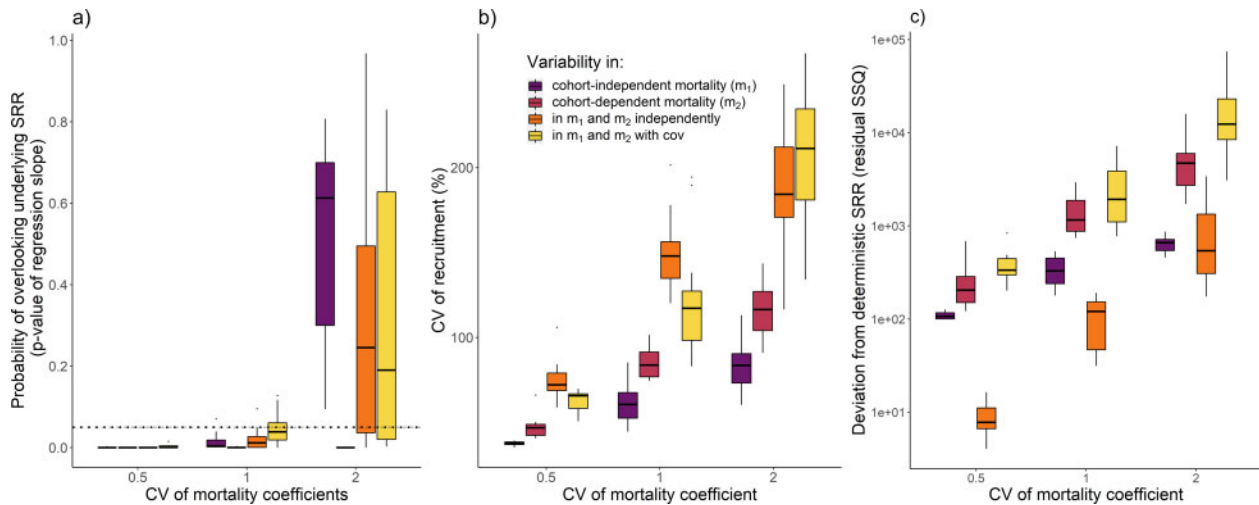 a)
Probability of overlooking underlying SRR
(p-value of regression slope)
1.0
0.8
0.6
0.4
0.2
0.0
0.5
1
2
CV of mortality coefficients
b)
CV of recruitment (%)
200
100
Variability in:
cohort-independent mortality (m₁)
cohort-dependent mortality (m₂)
in m₁ and m₂ independently
in m₁ and m₂ with cov
0.5
1
2
CV of mortality coefficient
c)
Deviation from deterministic SRR (residual SSQ)
1e+05
1e+04
1e+03
1e+02
1e+01
0.5
1
2
CV of mortality coefficient